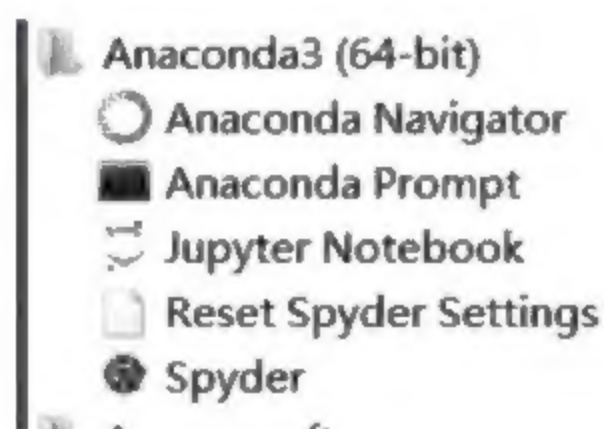 Anaconda3 (64-bit)
Anaconda Navigator
Anaconda Prompt
Jupyter Notebook
Reset Spyder Settings
Spyder